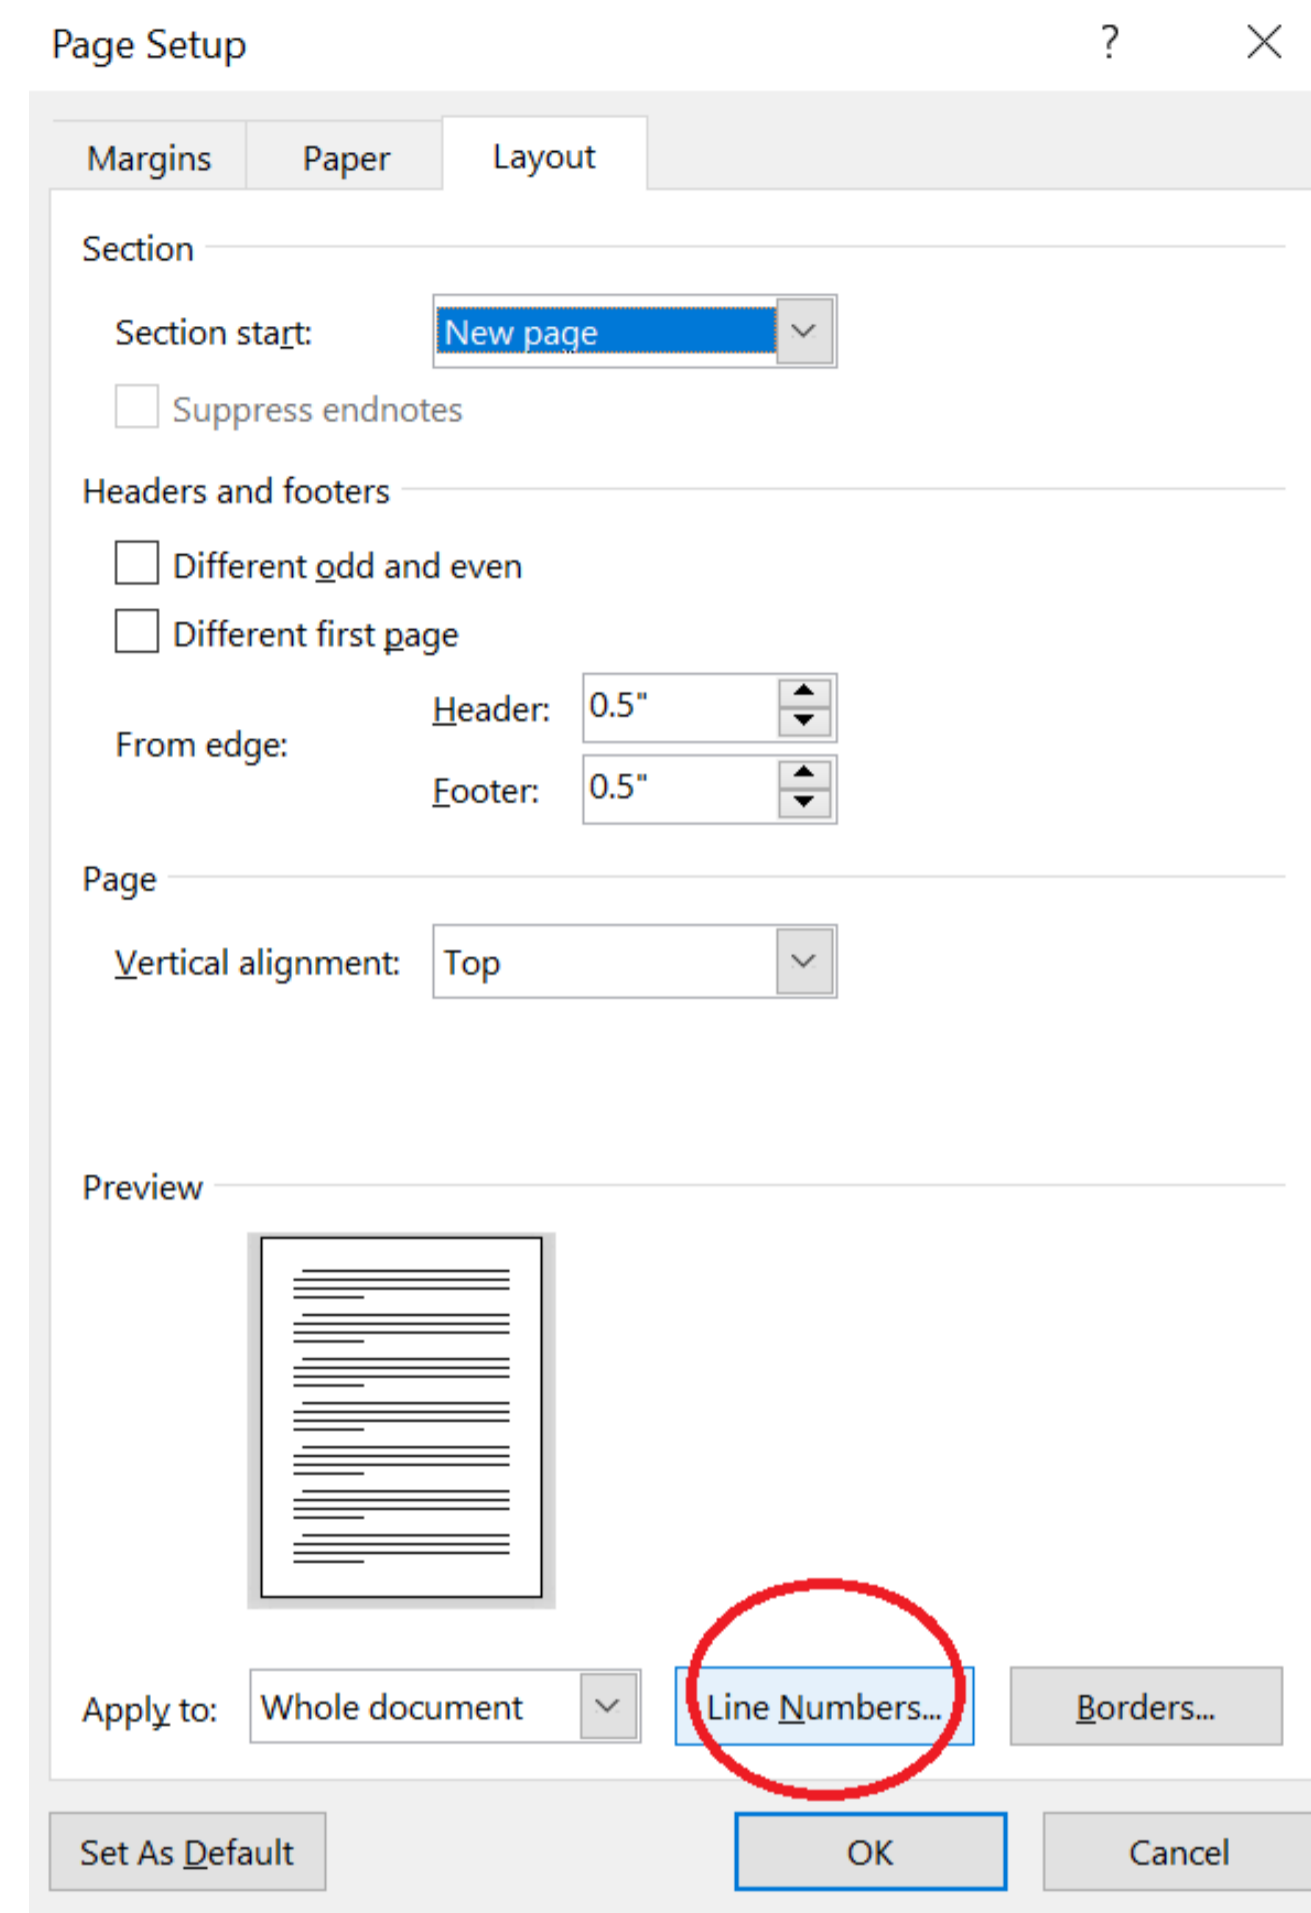 Page Setup ?
Margins Paper Layout
Section
Section start: New page
Suppress endnotes
Headers and footers
Different odd and even
Different first page
Header: 0.5"
From edge:
Footer: 0.5"
Page
Vertical alignment: Top
Preview
Apply to: Whole document Line Numbers... Borders...
Set As Default OK Cancel